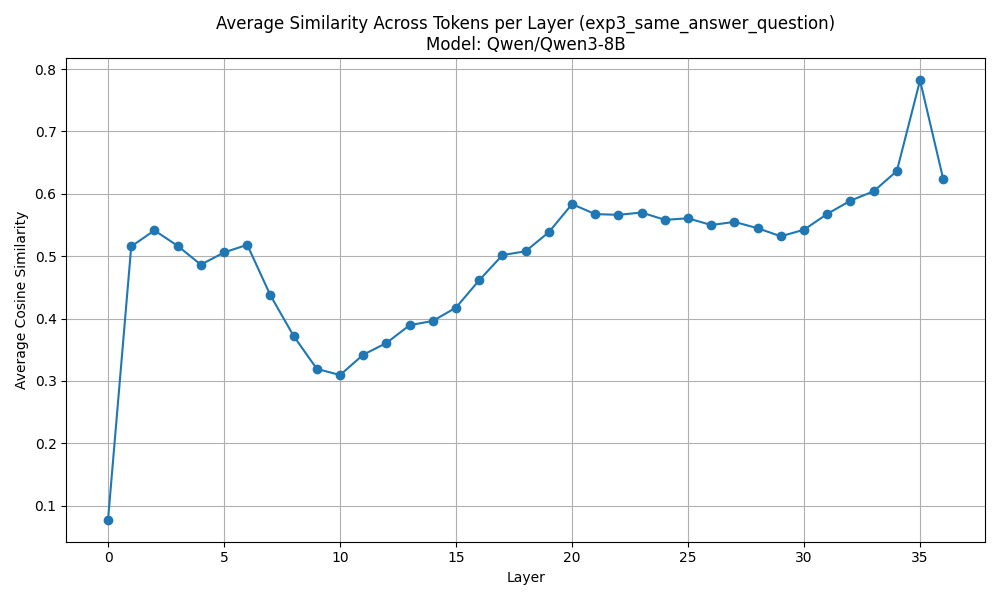 Average Similarity Across Tokens per Layer (exp3_same_answer_question)
Model: Qwen/Qwen3-8B
Average Cosine Similarity
0.8
0.7
0.6
0.5
0.4
0.3
0.2
0.1
0 5 10 15 20 25 30 35
Layer